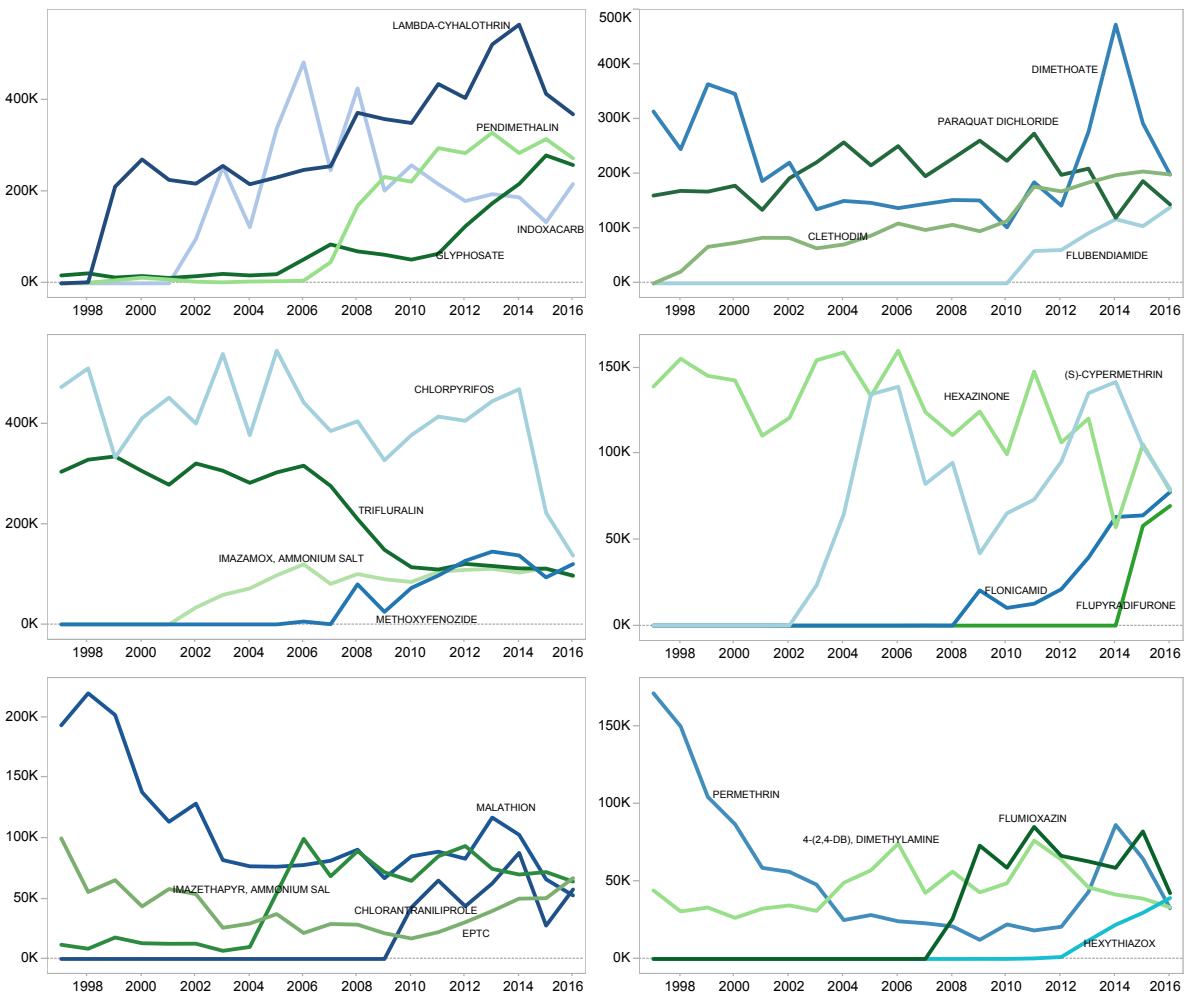 LAMBDA-CYHALOTHRIN
400K
PENDIMETHALIN
200K
INDOXACARB
GLYPHOSATE
0K
1998 2000 2002 2004 2006 2008 2010 2012 2014 2016
500K
400K
DIMETHOATE
300K
PARAQUAT DICHLORIDE
200K
100K
CLETHODIM
FLUBENDIAMIDE
0K
1998 2000 2002 2004 2006 2008 2010 2012 2014 2016
CHLORPYRIFOS
400K
TRIFLURALIN
200K
IMAZAMOX, AMMONIUM SALT
METHOXYFENOZIDE
0K
1998 2000 2002 2004 2006 2008 2010 2012 2014 2016
150K
(S)-CYPERMETHRIN
HEXAZINONE
100K
50K
FLONICAMID
FLUPYRADIFURONE
0K
1998 2000 2002 2004 2006 2008 2010 2012 2014 2016
200K
150K
MALATHION
100K
IMAZETHAPYR, AMMONIUM SAL
50K
CHLORANTRANILIPROLE
EPTC
0K
1998 2000 2002 2004 2006 2008 2010 2012 2014 2016
150K
PERMETHRIN
100K
FLUMIOXAZIN
4-(2,4-DB), DIMETHYLAMINE
50K
HEXYTHIAZOX
0K
1998 2000 2002 2004 2006 2008 2010 2012 2014 2016